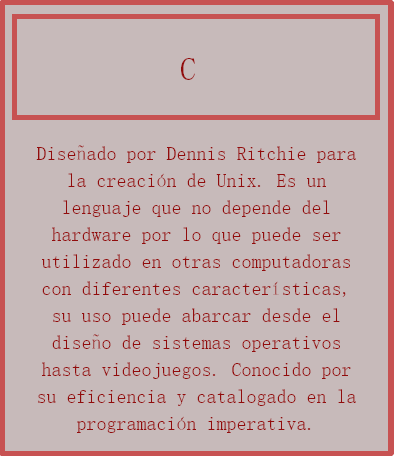 C
Diseñado por Dennis Ritchie para
la creación de Unix. Es un
lenguaje que no depende del
hardware por lo que puede ser
utilizado en otras computadoras
con diferentes características,
su uso puede abarcar desde el
diseño de sistemas operativos
hasta videojuegos. Conocido por
su eficiencia y catalogado en la
programación imperativa.